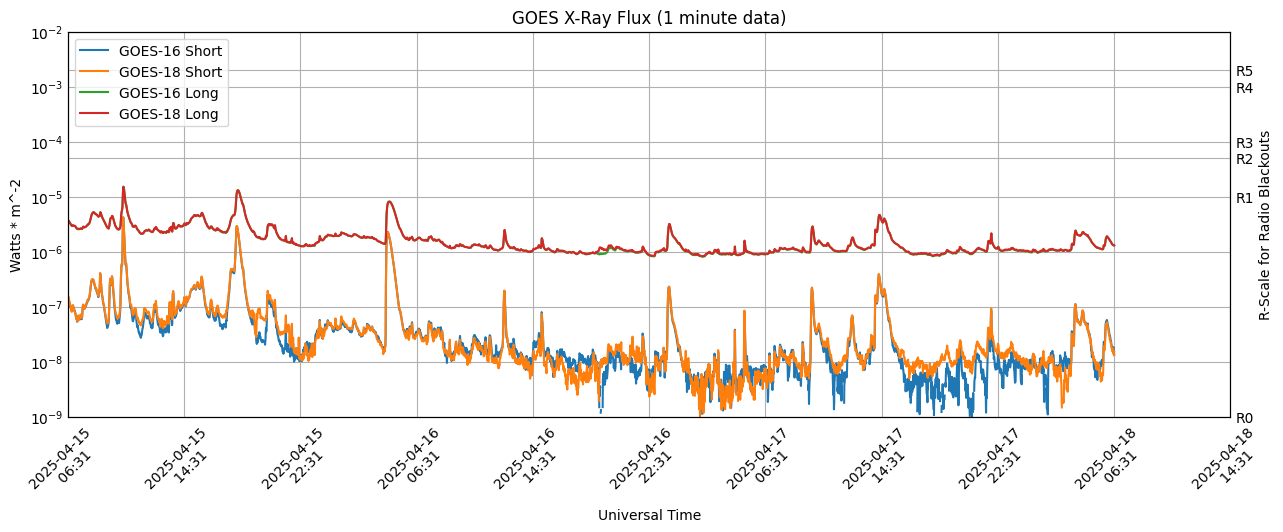 GOES X-Ray Flux (1 minute data)
GOES-16 Short
GOES-18 Short
GOES-16 Long
GOES-18 Long
10^-2
10^-3
10^-4
10^-5
10^-6
10^-7
10^-8
10^-9
Watts * m^-2
R5
R4
R3
R2
R1
R0
R-Scale for Radio Blackouts
2025-04-15
06:31
2025-04-15
14:31
2025-04-15
22:31
2025-04-16
06:31
2025-04-16
14:31
2025-04-16
22:31
2025-04-17
06:31
2025-04-17
14:31
2025-04-17
22:31
2025-04-18
06:31
2025-04-18
14:31
Universal Time